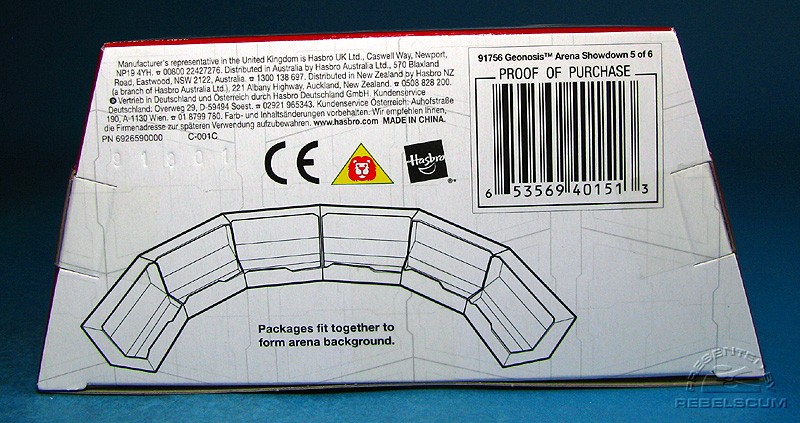 Manufacturer's representative in the United Kingdom is Hasbro UK Ltd., Caswell Way, Newport,
NP19 4YH. ☎ 00800 22427276. Distributed in Australia by Hasbro Australia Ltd., 570 Blaxland
Road, Eastwood, NSW 2122, Australia. ☎ 1300 138 697. Distributed in New Zealand by Hasbro NZ
(a branch of Hasbro Australia Ltd.), 221 Albany Highway, Auckland, New Zealand. ☎ 0508 828 200.
Vertrieb in Deutschland und Österreich durch Hasbro Deutschland GmbH. Kundenservice
Deutschland: Overweg 29, D-59494 Soest. ☎ 02921 965343. Kundenservice Österreich: Auhofstraße
190, A-1130 Wien. ☎ 01 8799 780. Farb- und Inhaltsänderungen vorbehalten. Wir empfehlen Ihnen,
die Firmenadresse zur späteren Verwendung aufzubewahren. www.hasbro.com MADE IN CHINA.
PN 6926590000 C-001C
91801
CE
Hasbro
®
91756 Geonosis™ Arena Showdown 5 of 6
PROOF OF PURCHASE
6 53569 40151 3
Packages fit together to
form arena background.
REBELSCUM